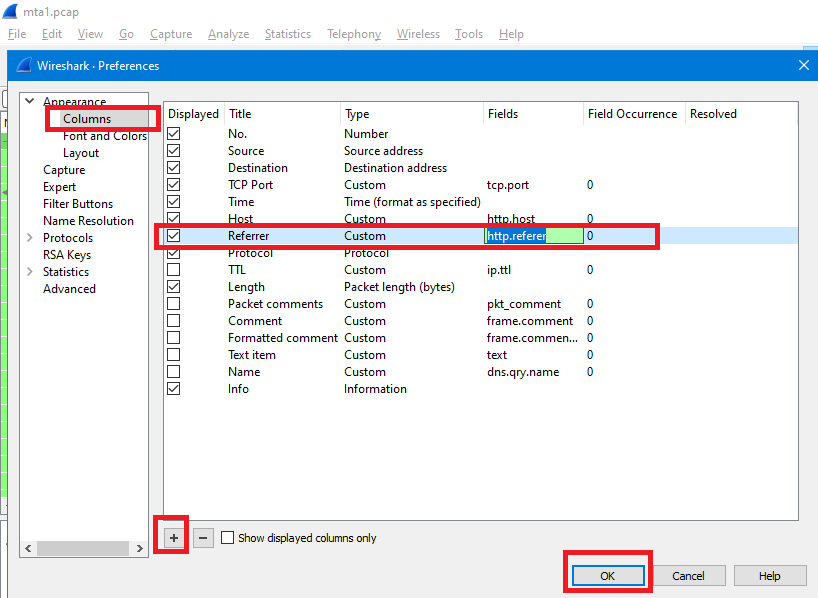 mta1.pcap
File Edit View Go Capture Analyze Statistics Telephony Wireless Tools Help
Wireshark · Preferences
Appearance
Columns
Font and Colors
Layout
Capture
Expert
Filter Buttons
Name Resolution
Protocols
RSA Keys
Statistics
Advanced
Displayed Title Type Fields Field Occurrence Resolved
No. Number
Source Source address
Destination Destination address
TCP Port Custom tcp.port 0
Time Time (format as specified)
Host Custom http.host 0
Referrer Custom http.referer 0
Protocol Protocol
TTL Custom ip.ttl 0
Length Packet length (bytes)
Packet comments Custom pkt_comment 0
Comment Custom frame.comment 0
Formatted comment Custom frame.commen... 0
Text item Custom text 0
Name Custom dns.qry.name 0
Info Information
+ − Show displayed columns only
OK Cancel Help